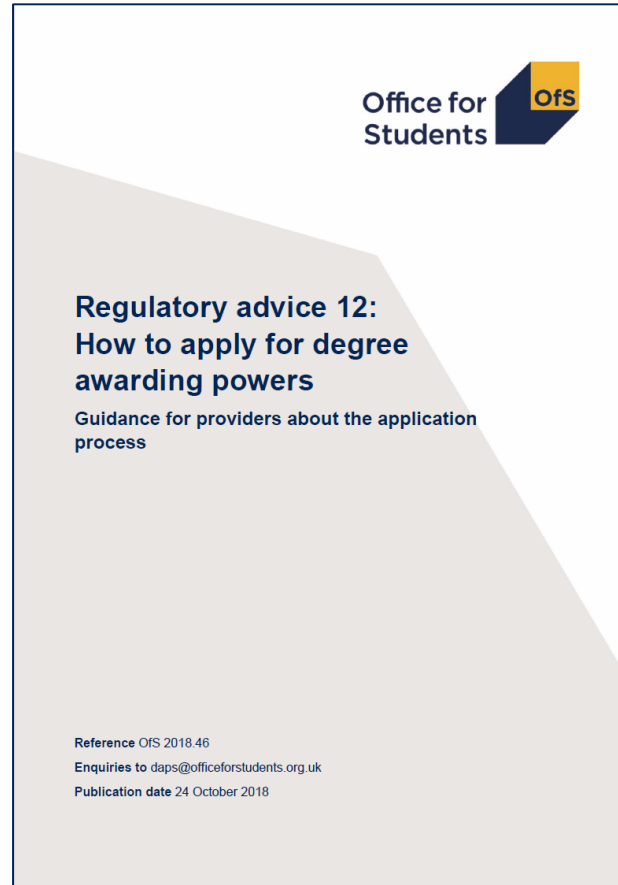 Office for
Students
OfS
Regulatory advice 12:
How to apply for degree
awarding powers
Guidance for providers about the application
process
Reference OfS 2018.46
Enquiries to daps@officeforstudents.org.uk
Publication date 24 October 2018